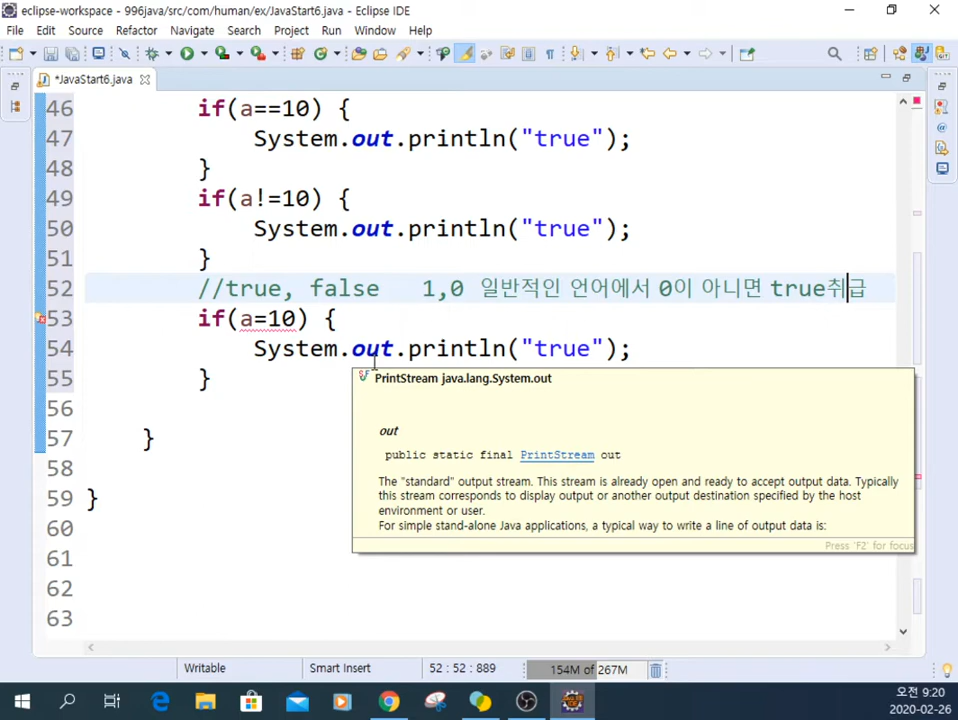 eclipse-workspace - 996java/src/com/human/ex/JavaStart6.java - Eclipse IDE
File Edit Source Refactor Navigate Search Project Run Window Help
*JavaStart6.java
46 if(a==10) {
47 System.out.println("true");
48 }
49 if(a!=10) {
50 System.out.println("true");
51 }
52 //true, false 1,0 일반적인 언어에서 0이 아니면 true취급
53 if(a=10) {
54 System.out.println("true");
55 }
56
57 }
58
59 }
60
61
62
63
PrintStream java.lang.System.out
out
public static final PrintStream out
The "standard" output stream. This stream is already open and ready to accept output data. Typically
this stream corresponds to display output or another output destination specified by the host
environment or user.
For simple stand-alone Java applications, a typical way to write a line of output data is:
Press 'F2' for focus
Writable Smart Insert 52 : 52 : 889 154M of 267M
오전 9:20
2020-02-26